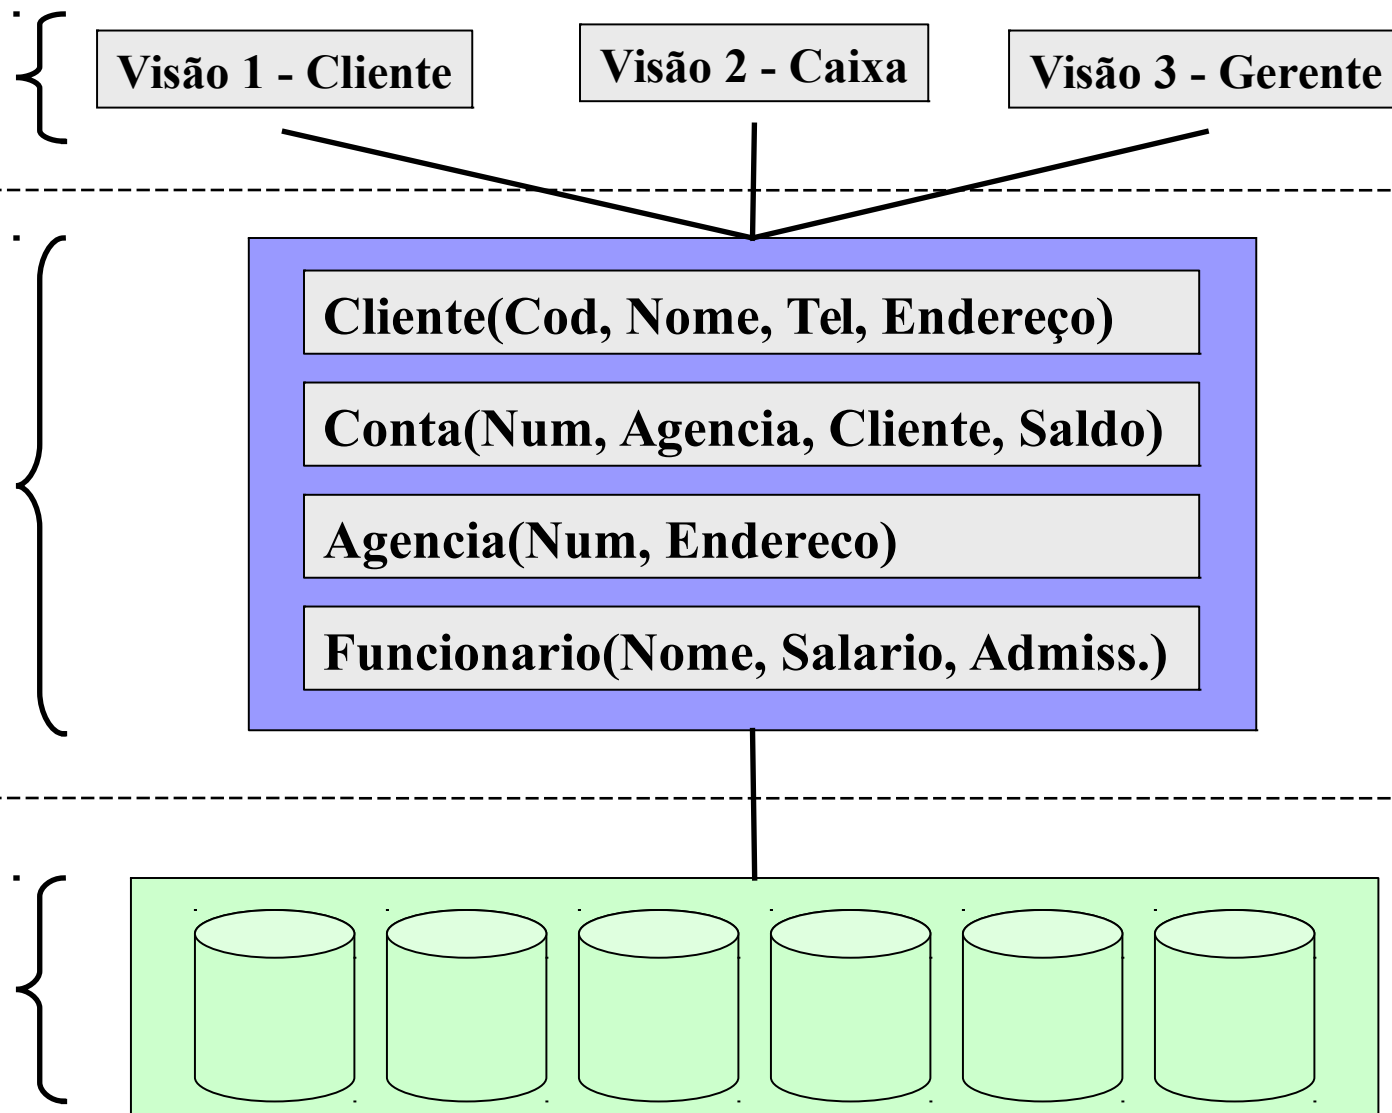 Visão 1 - Cliente
Visão 2 - Caixa
Visão 3 - Gerente
Cliente(Cod, Nome, Tel, Endereço)
Conta(Num, Agencia, Cliente, Saldo)
Agencia(Num, Endereco)
Funcionario(Nome, Salario, Admiss.)